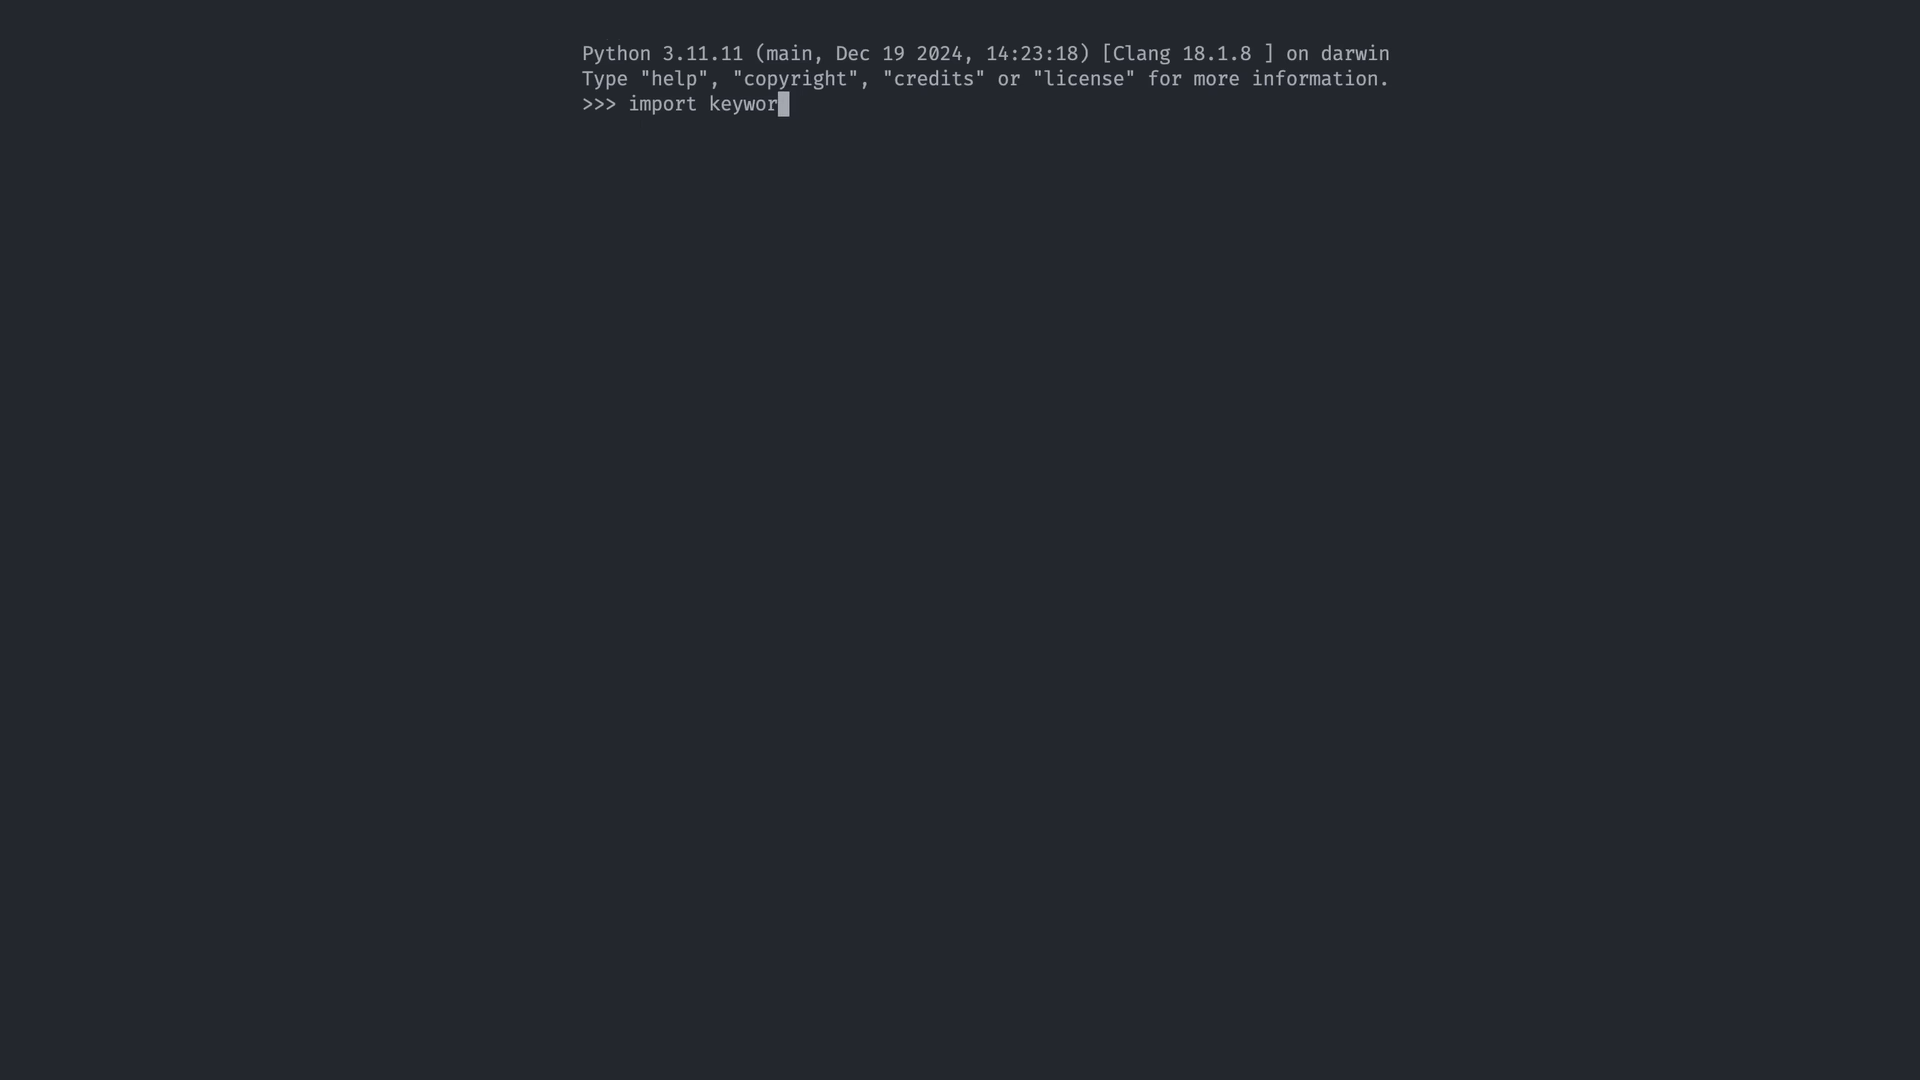 Python 3.11.11 (main, Dec 19 2024, 14:23:18) [Clang 18.1.8 ] on darwin
Type "help", "copyright", "credits" or "license" for more information.
>>> import keywor